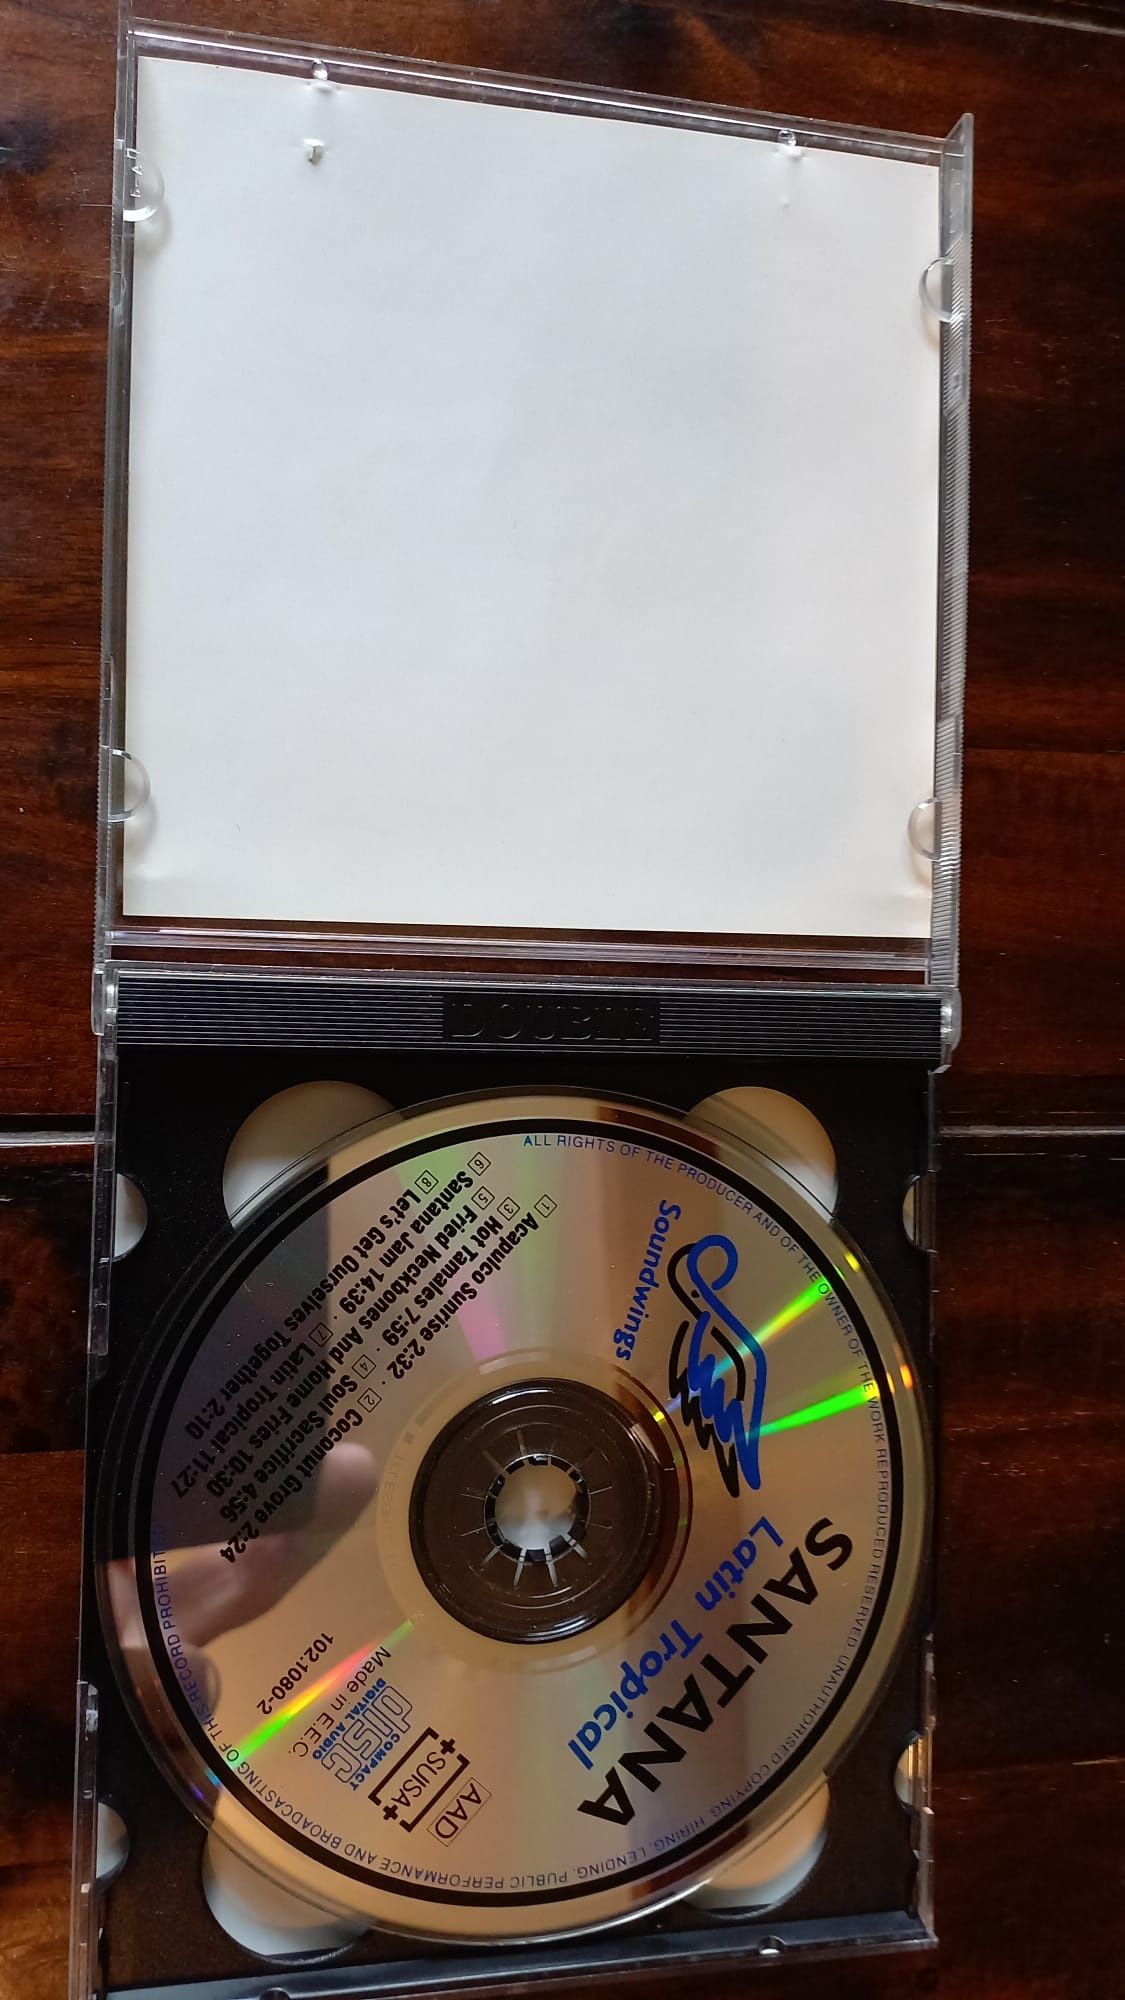 DOUBLE
ALL RIGHTS OF THE PRODUCER AND OF THE OWNER OF THE WORK REPRODUCED RESERVED UNAUTHORISED COPYING, HIRING, LENDING, PUBLIC PERFORMANCE AND BROADCASTING OF THIS RECORD PROHIBITED
Soundwings
SANTANA
Latin Tropical
AAD
SUISA
COMPACT
disc
DIGITAL AUDIO
Made in E.E.C.
102.1080-2
1 Acapulco Sunrise 2:32 · 2 Coconut Grove 2:24
3 Hot Tamales 7:59 · 4 Soul Sacrifice 4:56
5 Fried Neckbones And Home Fries 10:30
6 Santana Jam 14:39 · 7 Latin Tropical 11:27
8 Let's Get Ourselves Together 2:10